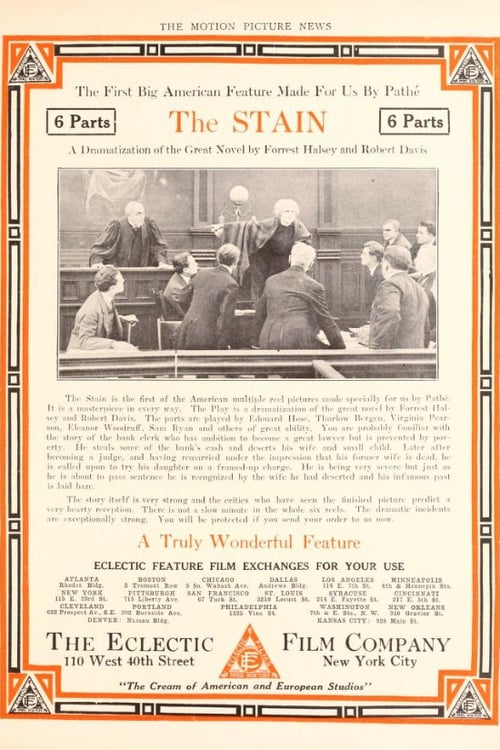 THE MOTION PICTURE NEWS
The First Big American Feature Made For Us By Pathé
6 Parts The STAIN 6 Parts
A Dramatization of the Great Novel by Forrest Halsey and Robert Davis
The Stain is the first of the American multiple reel pictures made specially for us by Pathé.
It is a masterpiece in every way. The Play is a dramatization of the great novel by Forrest Hal-
sey and Robert Davis. The parts are played by Edouard Hose, Thurlow Bergen, Virginia Pear-
son, Eleanor Woodruff, Sam Ryan and others of great ability. You are probably familiar with
the story of the bank clerk who has ambition to become a great lawyer but is prevented by pov-
erty. He steals some of the bank's cash and deserts his wife and small child. Later after
becoming a judge, and having remarried under the impression that his former wife is dead, he
is called upon to try his daughter on a framed-up charge. He is being very severe but just as
he is about to pass sentence he is recognized by the wife he had deserted and his infamous past
is laid bare.
The story itself is very strong and the critics who have seen the finished picture predict a
very hearty reception. There is not a slow minute in the whole six reels. The dramatic incidents
are exceptionally strong. You will be protected if you send your order to us now.
A Truly Wonderful Feature
ECLECTIC FEATURE FILM EXCHANGES FOR YOUR USE
ATLANTA BOSTON CHICAGO DALLAS LOS ANGELES MINNEAPOLIS
Rhodes Bldg. 3 Tremont Row 5 So. Wabash Ave. Andrews Bldg. 114 E. 7th St. 4th & Hennepin Sts.
NEW YORK PITTSBURGH SAN FRANCISCO ST. LOUIS SYRACUSE CINCINNATI
115 E. 23rd St. 715 Liberty Ave. 67 Turk St. 3210 Locust St. 214 E. Fayette St. 217 E. 5th St.
CLEVELAND PORTLAND PHILADELPHIA WASHINGTON NEW ORLEANS
622 Prospect Av., S.E. 392 Burnside Ave. 1235 Vine St. 7th & E. Sts., N.W. 910 Gravier St.
DENVER: Nassau Bldg. KANSAS CITY: 928 Main St.
THE ECLECTIC FILM COMPANY
110 West 40th Street New York City
"The Cream of American and European Studios"